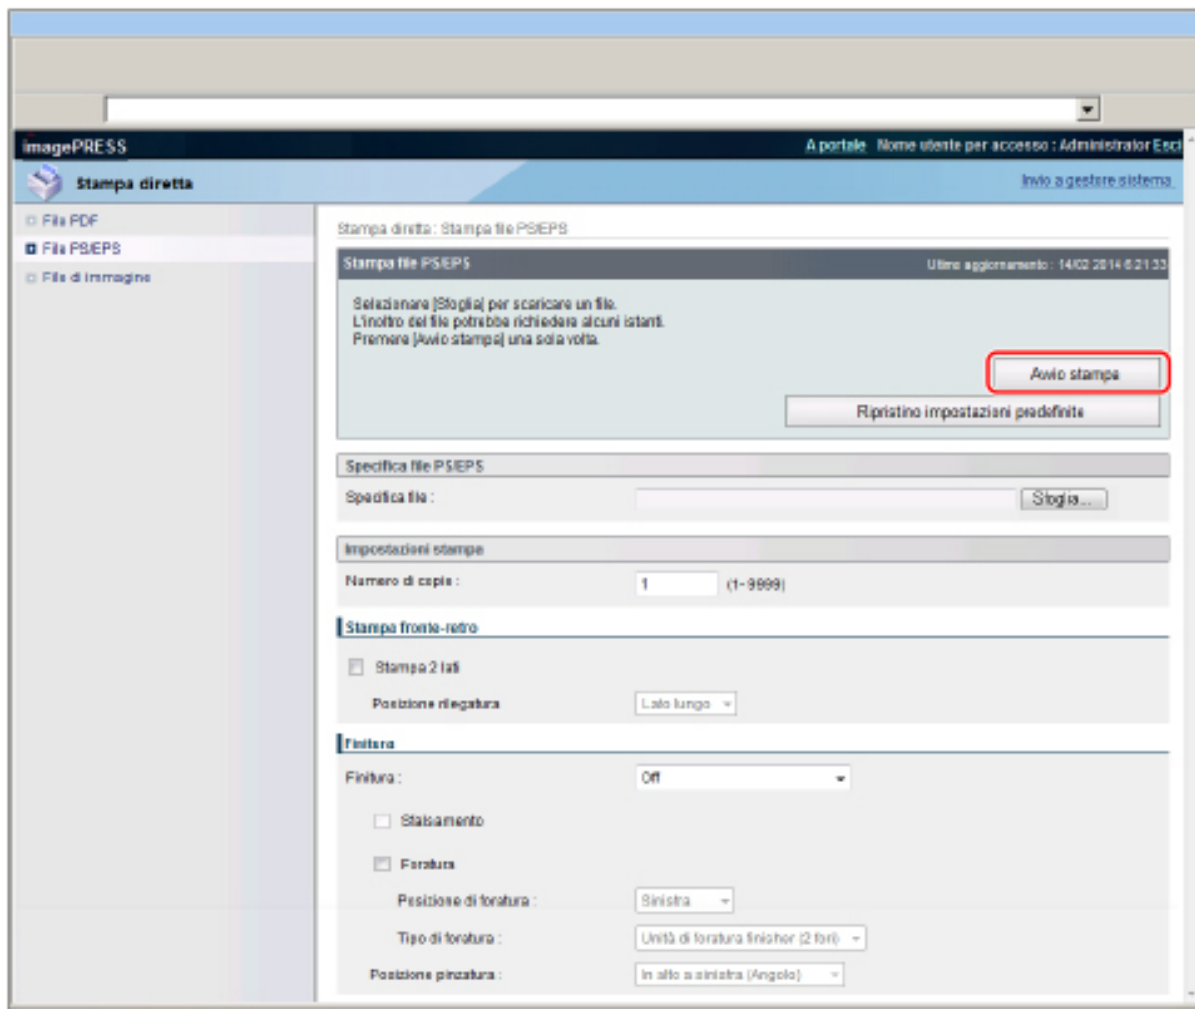 imagePRESS
A portale Nome utente per accesso : Administrator Esci
Stampa diretta
Invio a gestore sistema
File PDF
File PS/EPS
File di immagine
Stampa diretta : Stampa file PS/EPS
Stampa file PS/EPS
Ultimo aggiornamento : 14/02 2014 6:21:33
Selezionare [Sfoglia] per scaricare un file.
L'inoltro del file potrebbe richiedere alcuni istanti.
Premere [Avvio stampa] una sola volta.
Avvio stampa
Ripristino impostazioni predefinite
Specifica file PS/EPS
Specifica file :
Sfoglia...
Impostazioni stampa
Numero di copie :
1 (1-9999)
Stampa fronte-retro
Stampa 2 lati
Posizione rilegatura
Lato lungo
Finitura
Finitura :
Off
Sfalsamento
Foratura
Posizione di foratura :
Sinistra
Tipo di foratura :
Unità di foratura finisher (2 fori)
Posizione pinzatura :
In alto a sinistra (Angolo)